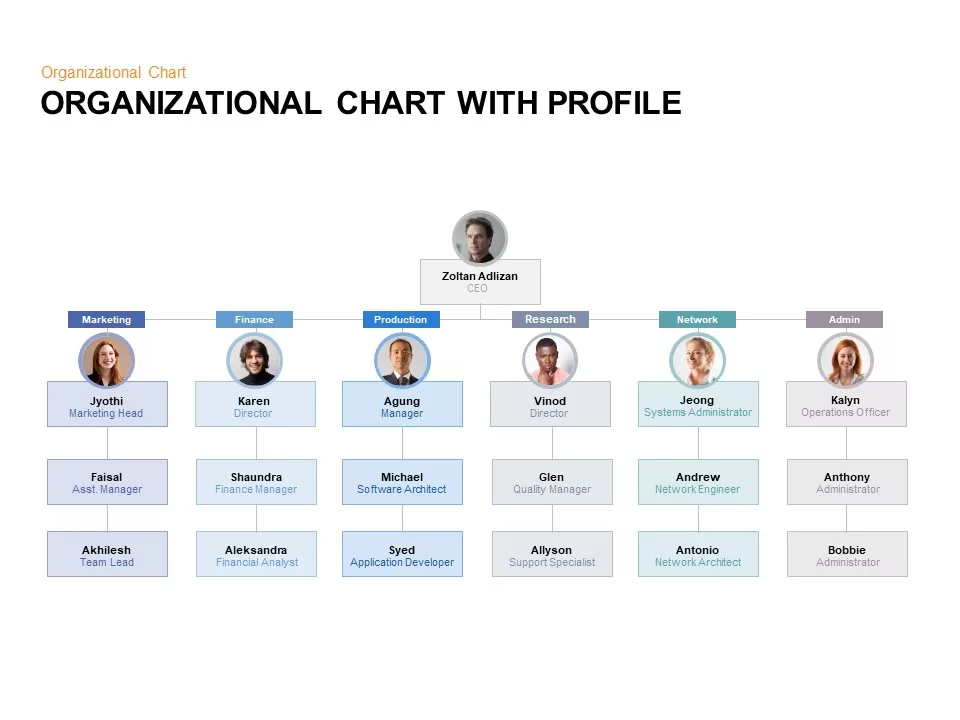 Organizational Chart
ORGANIZATIONAL CHART WITH PROFILE
Zoltan Adlizan
CEO
Marketing
Finance
Production
Research
Network
Admin
Jyothi
Marketing Head
Karen
Director
Agung
Manager
Vinod
Director
Jeong
Systems Administrator
Kalyn
Operations Officer
Faisal
Asst. Manager
Shaundra
Finance Manager
Michael
Software Architect
Glen
Quality Manager
Andrew
Network Engineer
Anthony
Administrator
Akhilesh
Team Lead
Aleksandra
Financial Analyst
Syed
Application Developer
Allyson
Support Specialist
Antonio
Network Architect
Bobbie
Administrator